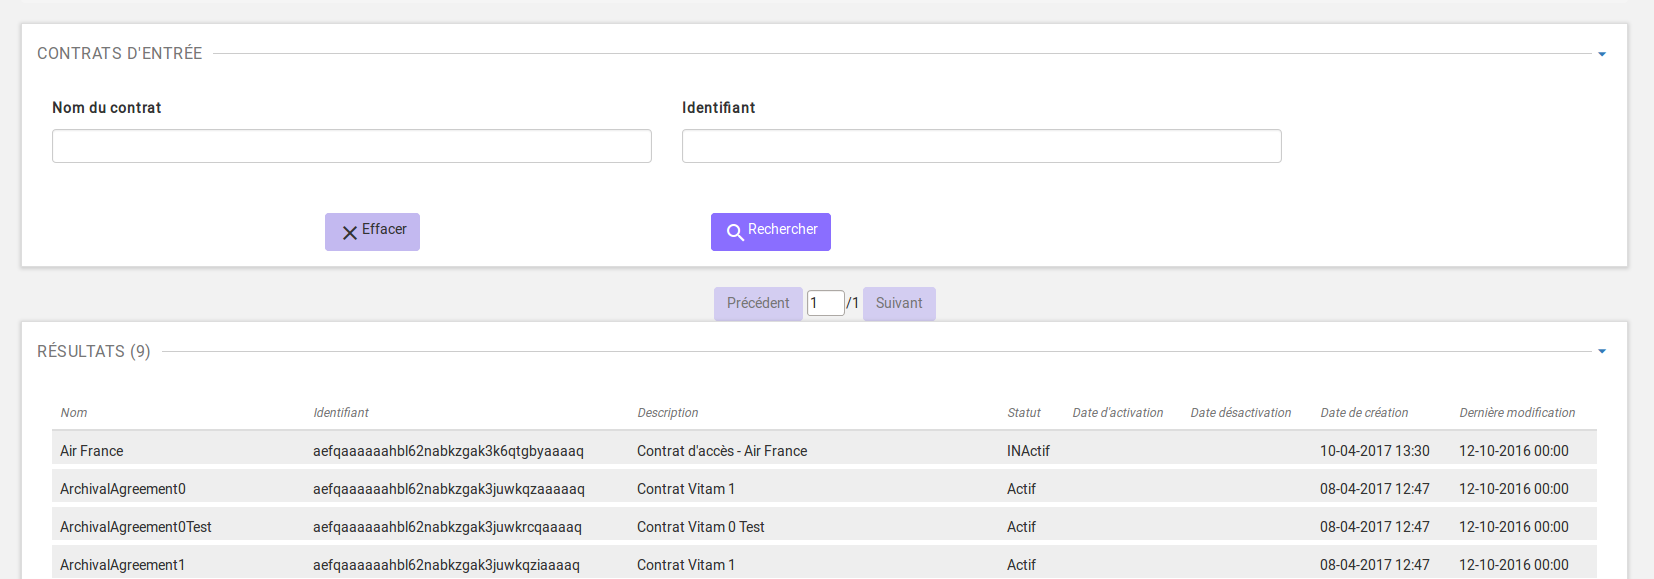 CONTRATS D'ENTRÉE
Nom du contrat Identifiant
Effacer Rechercher
Précédent 1 /1 Suivant
RÉSULTATS (9)
Nom Identifiant Description Statut Date d'activation Date désactivation Date de création Dernière modification
Air France aefqaaaaaahbl62nabkzgak3k6qtgbyaaaaq Contrat d'accès - Air France INActif 10-04-2017 13:30 12-10-2016 00:00
ArchivalAgreement0 aefqaaaaaahbl62nabkzgak3juwkqzaaaaaq Contrat Vitam 1 Actif 08-04-2017 12:47 12-10-2016 00:00
ArchivalAgreement0Test aefqaaaaaahbl62nabkzgak3juwkrcqaaaaq Contrat Vitam 0 Test Actif 08-04-2017 12:47 12-10-2016 00:00
ArchivalAgreement1 aefqaaaaaahbl62nabkzgak3juwkqziaaaaq Contrat Vitam 1 Actif 08-04-2017 12:47 12-10-2016 00:00